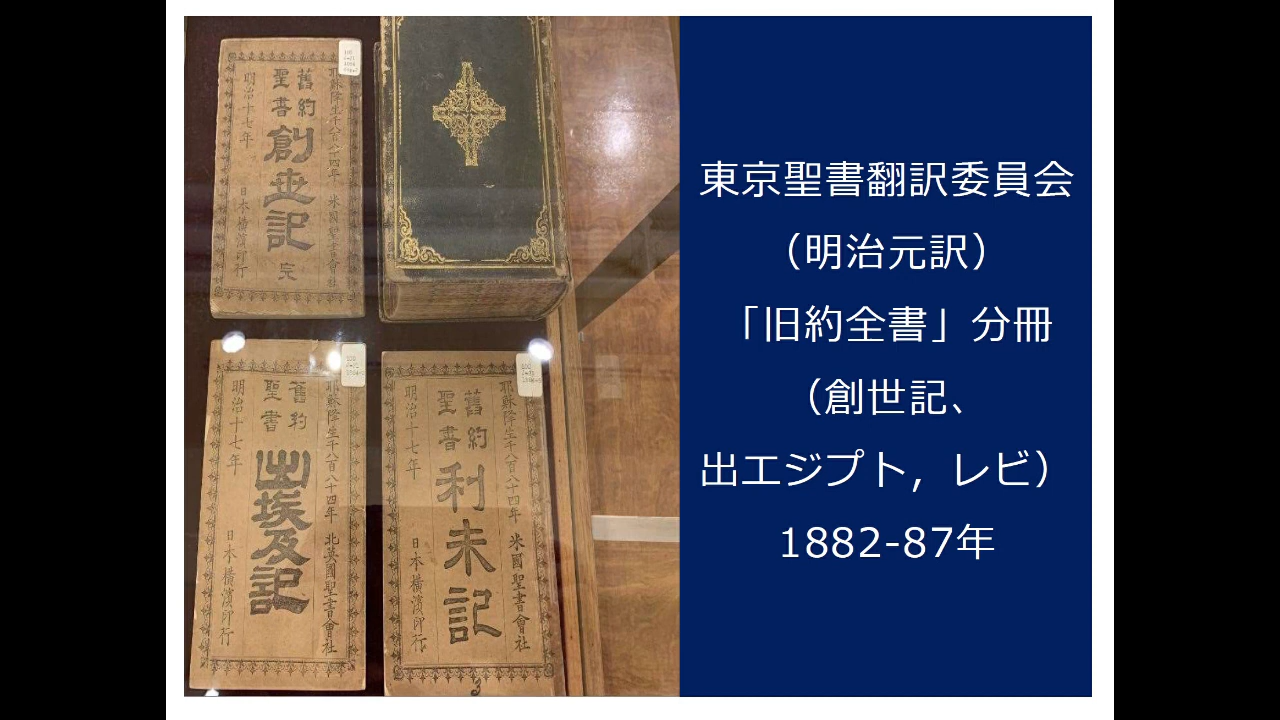 耶蘇降生千八百八十四年 米國聖書會社
舊約
聖書
創世記 完
明治十七年 日本橫濱印行
耶蘇降生千八百八十四年 北英國聖書會社
舊約
聖書
出埃及記
明治十七年 日本橫濱印行
耶蘇降生千八百八十四年 米國聖書會社
舊約
聖書
利未記
明治十七年 日本橫濱印行
東京聖書翻訳委員会
（明治元訳）
「旧約全書」分冊
（創世記、
出エジプト，レビ）
1882-87年